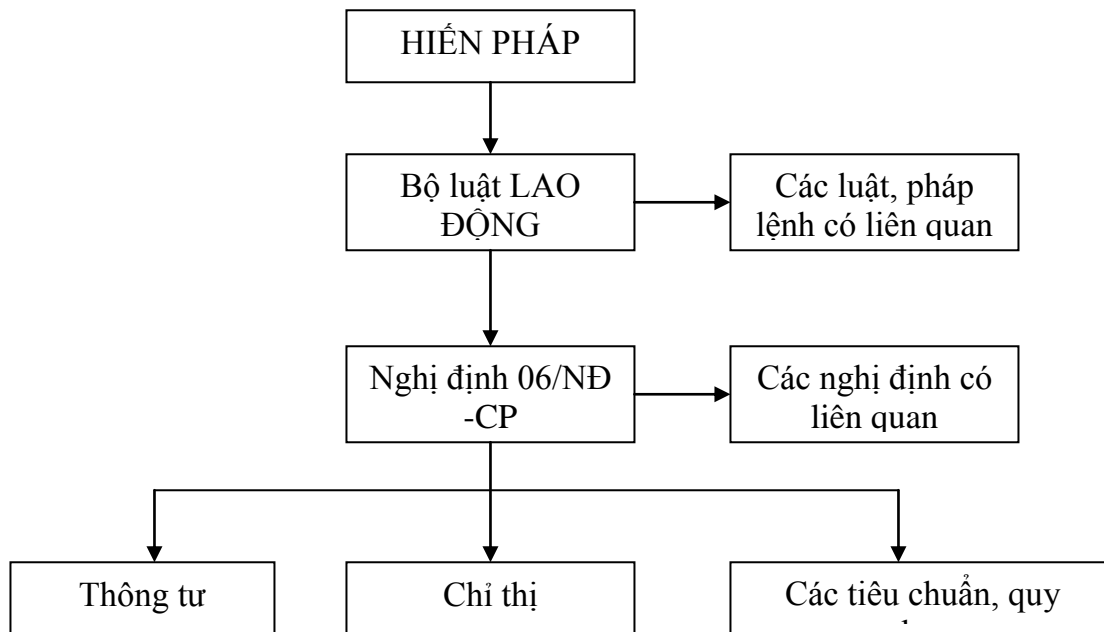 HIẾN PHÁP
Bộ luật LAO
ĐỘNG
Các luật, pháp
lệnh có liên quan
Nghị định 06/NĐ
-CP
Các nghị định có
liên quan
Thông tư
Chỉ thị
Các tiêu chuẩn, quy